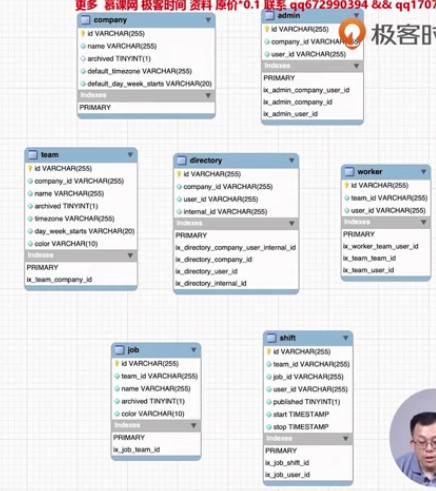 更多 慕课网 极客时间 资料 原价*0.1 联系 qq672990394 && qq1707
极客时
company
id VARCHAR(255)
name VARCHAR(255)
archived TINYINT(1)
default_timezone VARCHAR(255)
default_day_week_starts VARCHAR(20)
Indexes
PRIMARY
admin
id VARCHAR(255)
company_id VARCHA
user_id VARCHAR(255)
Indexes
PRIMARY
ix_admin_company_user_id
ix_admin_company_id
ix_admin_user_id
team
id VARCHAR(255)
company_id VARCHAR(255)
name VARCHAR(255)
archived TINYINT(1)
timezone VARCHAR(255)
day_week_starts VARCHAR(20)
color VARCHAR(10)
Indexes
PRIMARY
ix_team_company_id
directory
id VARCHAR(255)
company_id VARCHAR(255)
user_id VARCHAR(255)
internal_id VARCHAR(255)
Indexes
PRIMARY
ix_directory_company_user_internal_id
ix_directory_company_id
ix_directory_user_id
ix_directory_internal_id
worker
id VARCHAR(255)
team_id VARCHAR(255)
user_id VARCHAR(255)
Indexes
PRIMARY
ix_worker_team_user_id
ix_team_team_id
ix_team_user_id
job
id VARCHAR(255)
team_id VARCHAR(255)
name VARCHAR(255)
archived TINYINT(1)
color VARCHAR(10)
Indexes
PRIMARY
ix_job_team_id
shift
id VARCHAR(255)
team_id VARCHAR(255)
job_id VARCHAR(255)
user_id VARCHAR(255)
published TINYINT(1)
start TIMESTAMP
stop TIMESTAMP
Indexes
PRIMARY
ix_job_shift_id
ix_job_user_id